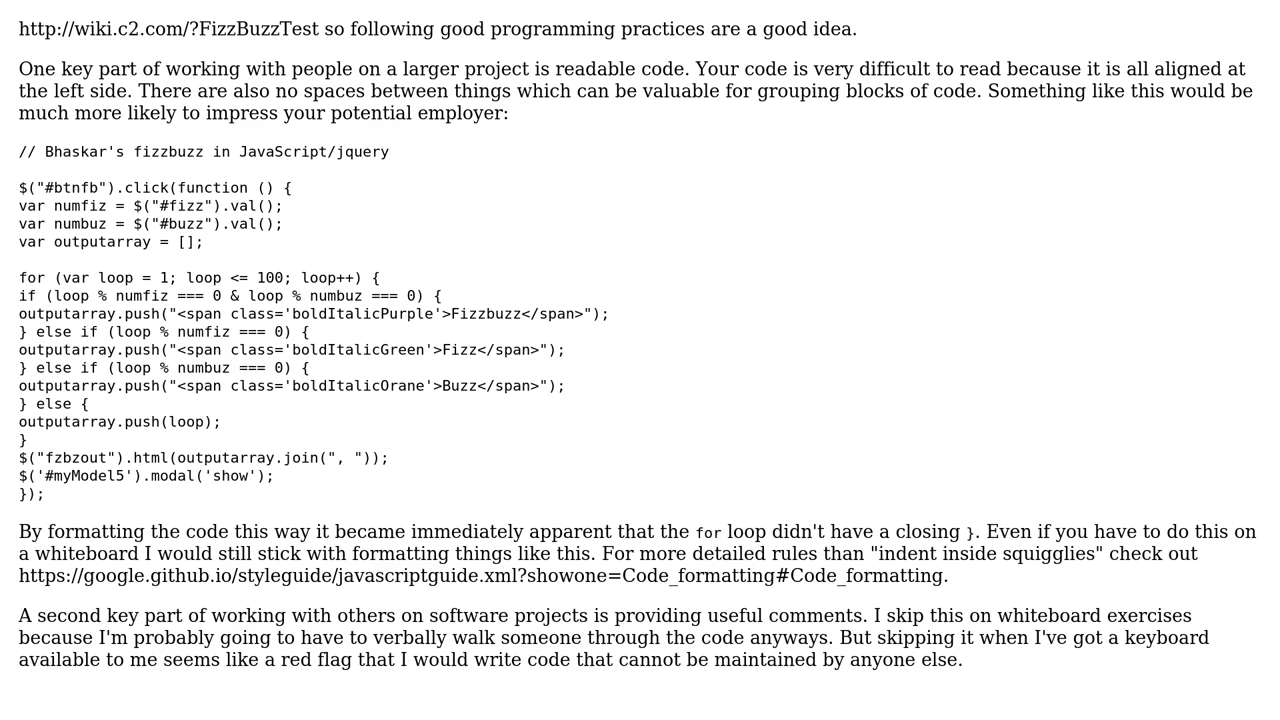 http://wiki.c2.com/?FizzBuzzTest so following good programming practices are a good idea.
One key part of working with people on a larger project is readable code. Your code is very difficult to read because it is all aligned at
the left side. There are also no spaces between things which can be valuable for grouping blocks of code. Something like this would be
much more likely to impress your potential employer:
// Bhaskar's fizzbuzz in JavaScript/jquery
$("#btnfb").click(function () {
var numfiz = $("#fizz").val();
var numbuz = $("#buzz").val();
var outputarray = [];
for (var loop = 1; loop <= 100; loop++) {
if (loop % numfiz === 0 & loop % numbuz === 0) {
outputarray.push("<span class='boldItalicPurple'>Fizzbuzz</span>");
} else if (loop % numfiz === 0) {
outputarray.push("<span class='boldItalicGreen'>Fizz</span>");
} else if (loop % numbuz === 0) {
outputarray.push("<span class='boldItalicOrane'>Buzz</span>");
} else {
outputarray.push(loop);
}
$("fzbzout").html(outputarray.join(", "));
$('#myModel5').modal('show');
});
By formatting the code this way it became immediately apparent that the for loop didn't have a closing }. Even if you have to do this on
a whiteboard I would still stick with formatting things like this. For more detailed rules than "indent inside squigglies" check out
https://google.github.io/styleguide/javascriptguide.xml?showone=Code_formatting#Code_formatting.
A second key part of working with others on software projects is providing useful comments. I skip this on whiteboard exercises
because I'm probably going to have to verbally walk someone through the code anyways. But skipping it when I've got a keyboard
available to me seems like a red flag that I would write code that cannot be maintained by anyone else.